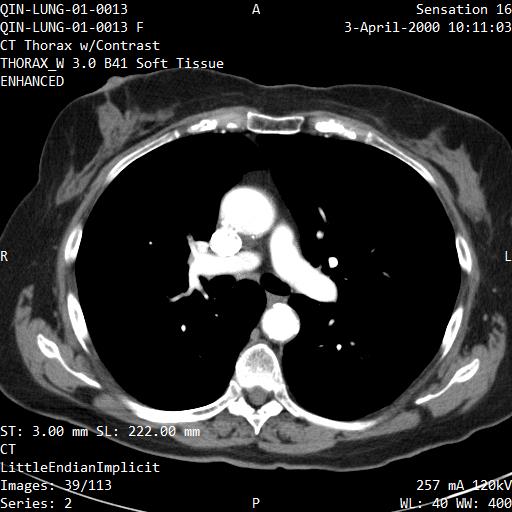 QIN-LUNG-01-0013
A
Sensation 16
QIN-LUNG-01-0013 F
3-April-2000 10:11:03
CT Thorax w/Contrast
THORAX_W 3.0 B41 Soft Tissue
ENHANCED
R
L
ST: 3.00 mm SL: 222.00 mm
CT
LittleEndianImplicit
Images: 39/113
257 mA 120kV
Series: 2
P
WL: 40 WW: 400